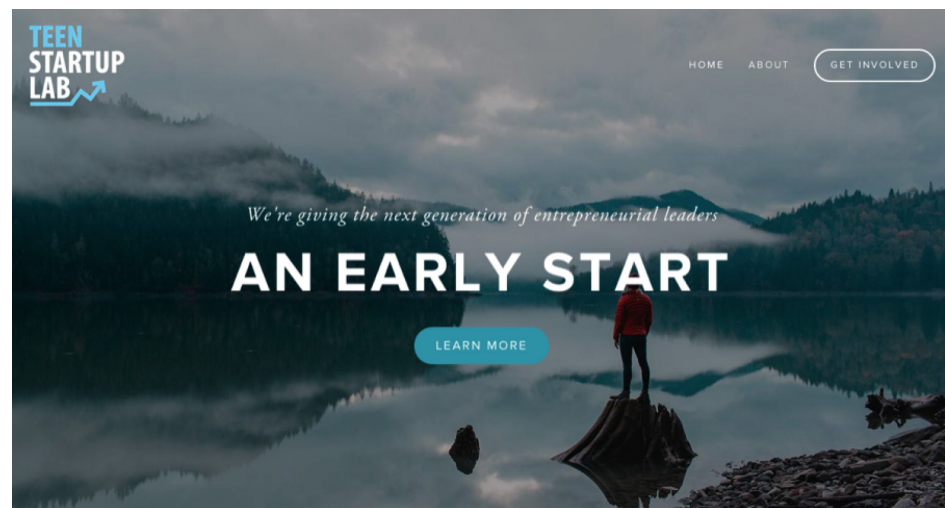 TEEN
STARTUP
LAB
HOME ABOUT GET INVOLVED
We're giving the next generation of entrepreneurial leaders
AN EARLY START
LEARN MORE